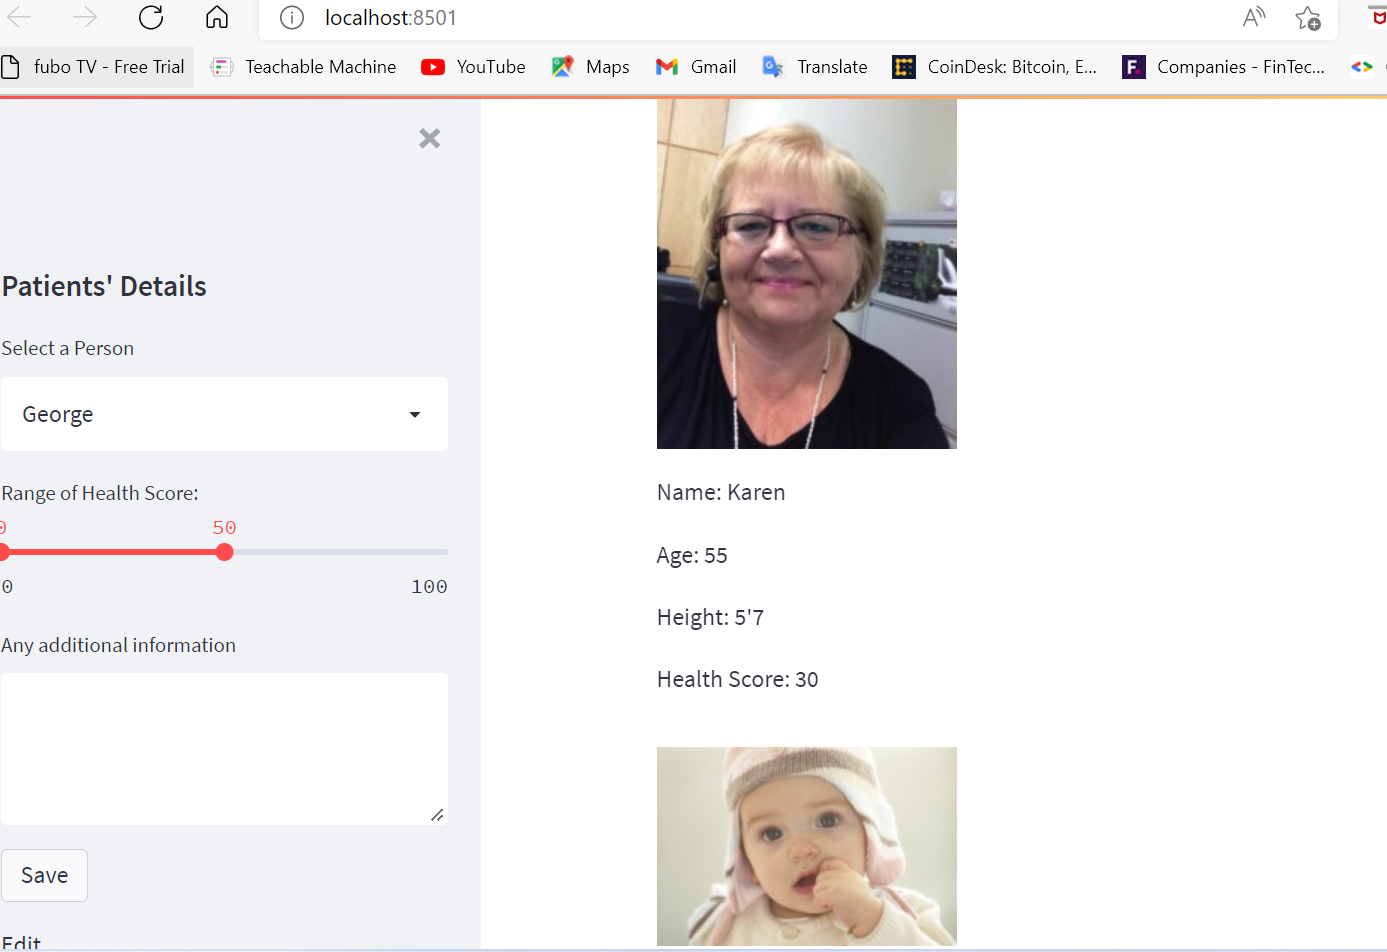 localhost:8501
fubo TV - Free Trial Teachable Machine YouTube Maps Gmail Translate CoinDesk: Bitcoin, E... Companies - FinTec...
Patients' Details
Select a Person
George
Range of Health Score:
0 50
0 100
Any additional information
Save
Edit
Name: Karen
Age: 55
Height: 5'7
Health Score: 30